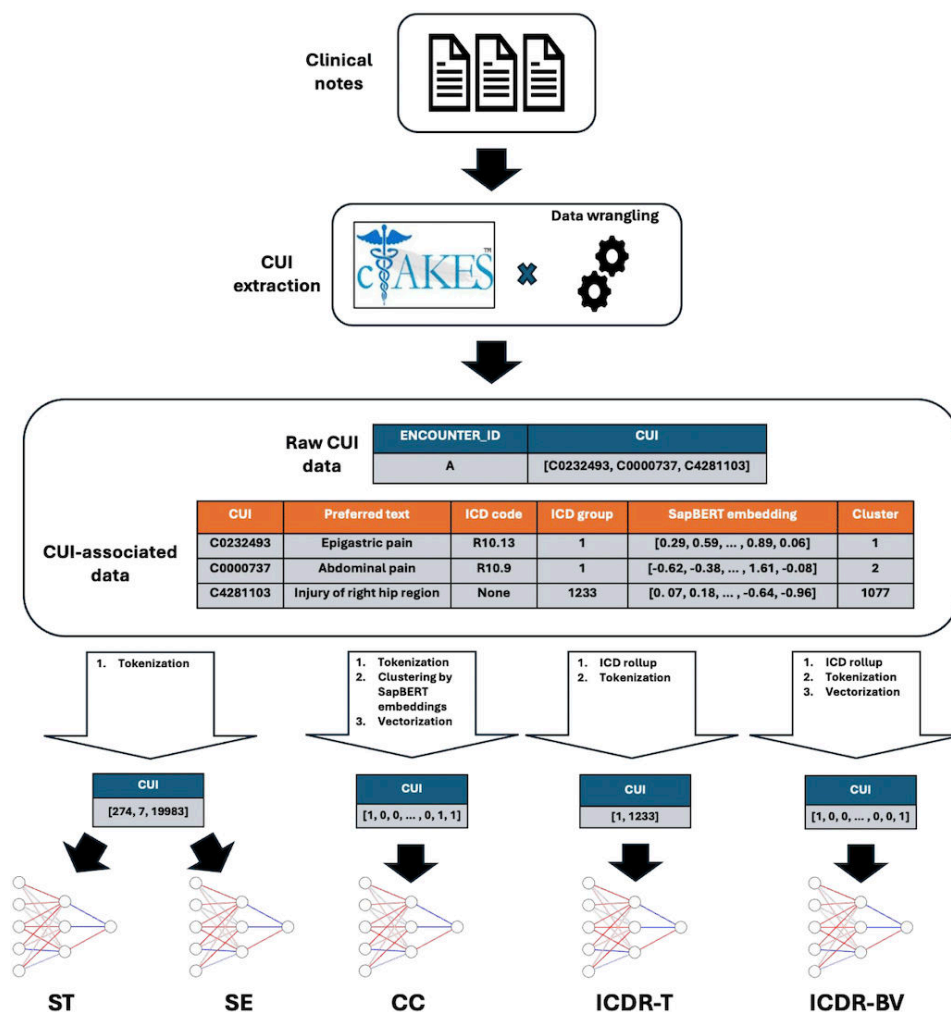 Clinical
notes
CUI
extraction
cTAKES™
Data wrangling
Raw CUI
data
ENCOUNTER_ID CUI
A [C0232493, C0000737, C4281103]
CUI-associated
data
CUI Preferred text ICD code ICD group SapBERT embedding Cluster
C0232493 Epigastric pain R10.13 1 [0.29, 0.59, ... , 0.89, 0.06] 1
C0000737 Abdominal pain R10.9 1 [-0.62, -0.38, ... , 1.61, -0.08] 2
C4281103 Injury of right hip region None 1233 [0. 07, 0.18, ... , -0.64, -0.96] 1077
1. Tokenization
1. Tokenization
2. Clustering by
SapBERT
embeddings
3. Vectorization
1. ICD rollup
2. Tokenization
1. ICD rollup
2. Tokenization
3. Vectorization
CUI
[274, 7, 19983]
CUI
[1, 0, 0, ... , 0, 1, 1]
CUI
[1, 1233]
CUI
[1, 0, 0, ... , 0, 0, 1]
ST
SE
CC
ICDR-T
ICDR-BV